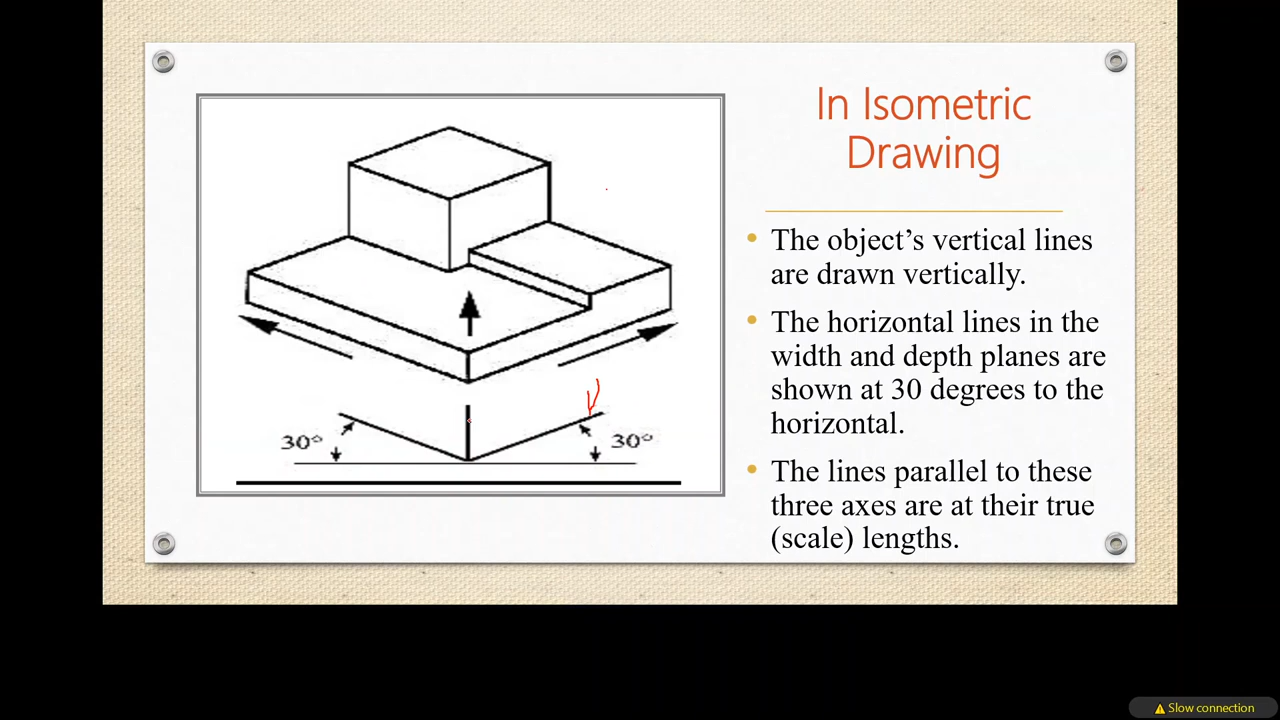 In Isometric
Drawing
• The object’s vertical lines
are drawn vertically.
• The horizontal lines in the
width and depth planes are
shown at 30 degrees to the
horizontal.
• The lines parallel to these
three axes are at their true
(scale) lengths.
30° 30°
Slow connection